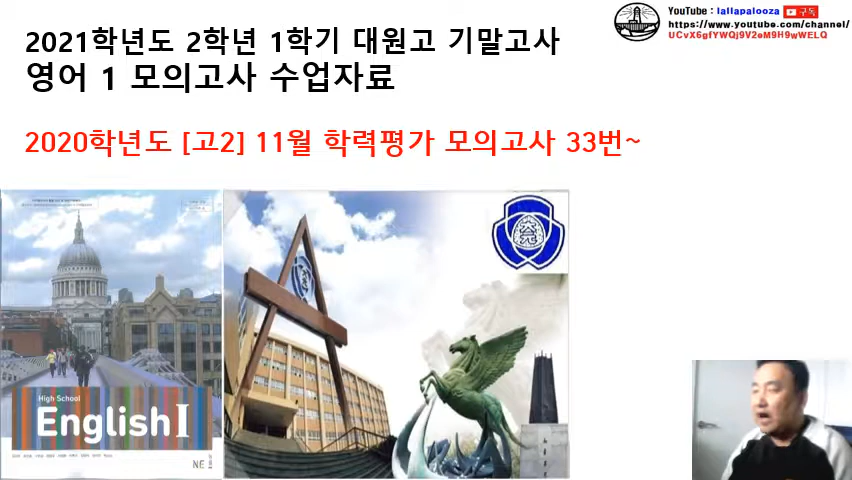 YouTube : lallapalooza 구독
https://www.youtube.com/channel/
UCvX6gfYWQj9V2eM9H9wWELQ
2021학년도 2학년 1학기 대원고 기말고사
영어 1 모의고사 수업자료
2020학년도 [고2] 11월 학력평가 모의고사 33번~
High School
English I
NE